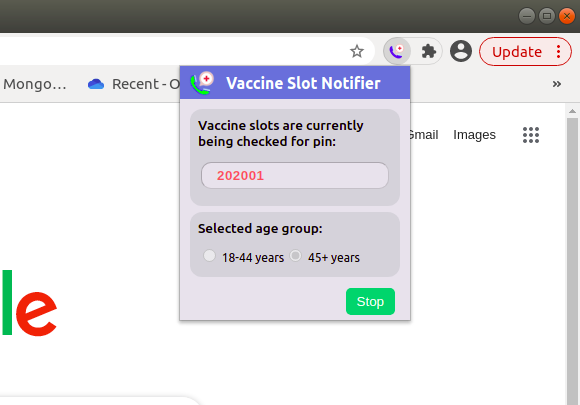 Update
Mongo…
Recent - O
»
Vaccine Slot Notifier
Vaccine slots are currently
being checked for pin:
202001
Selected age group:
18-44 years 45+ years
Stop
Gmail Images
le